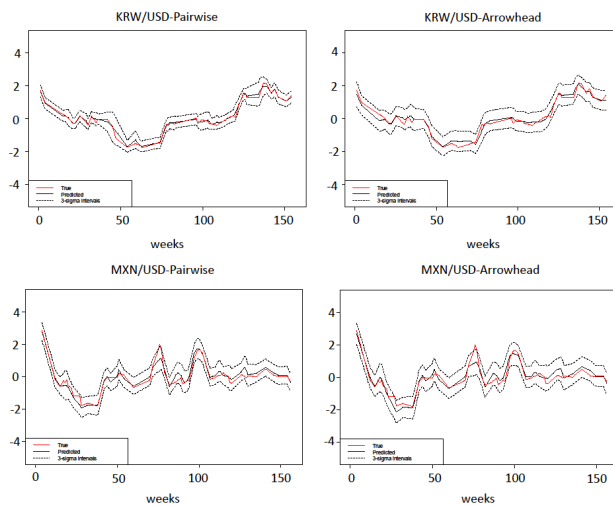 KRW/USD-Pairwise
4
2
0
-2
-4
True
Predicted
3-sigma intervals
0 50 100 150
weeks
KRW/USD-Arrowhead
4
2
0
-2
-4
True
Predicted
3-sigma intervals
0 50 100 150
weeks
MXN/USD-Pairwise
4
2
0
-2
-4
True
Predicted
3-sigma intervals
0 50 100 150
weeks
MXN/USD-Arrowhead
4
2
0
-2
-4
True
Predicted
3-sigma intervals
0 50 100 150
weeks